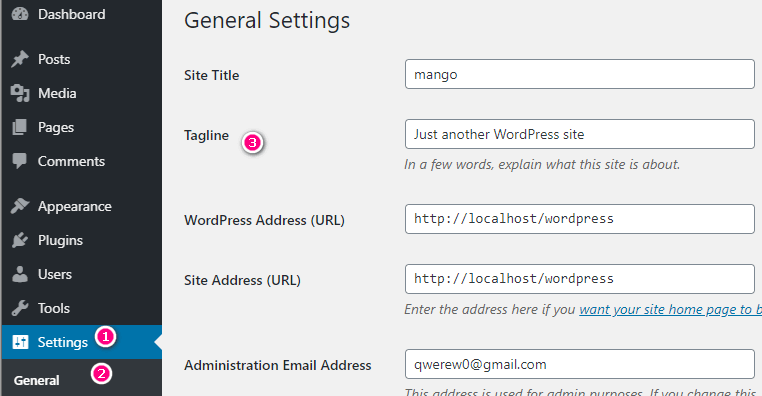 Dashboard
General Settings
Posts
Site Title
mango
Media
Pages
Tagline
3
Just another WordPress site
Comments
In a few words, explain what this site is about.
Appearance
WordPress Address (URL)
http://localhost/wordpress
Plugins
Users
Site Address (URL)
http://localhost/wordpress
Tools
Enter the address here if you want your site home page to b
Settings
1
Administration Email Address
qwerew0@gmail.com
General
2
This address is used for admin purposes. If you change this